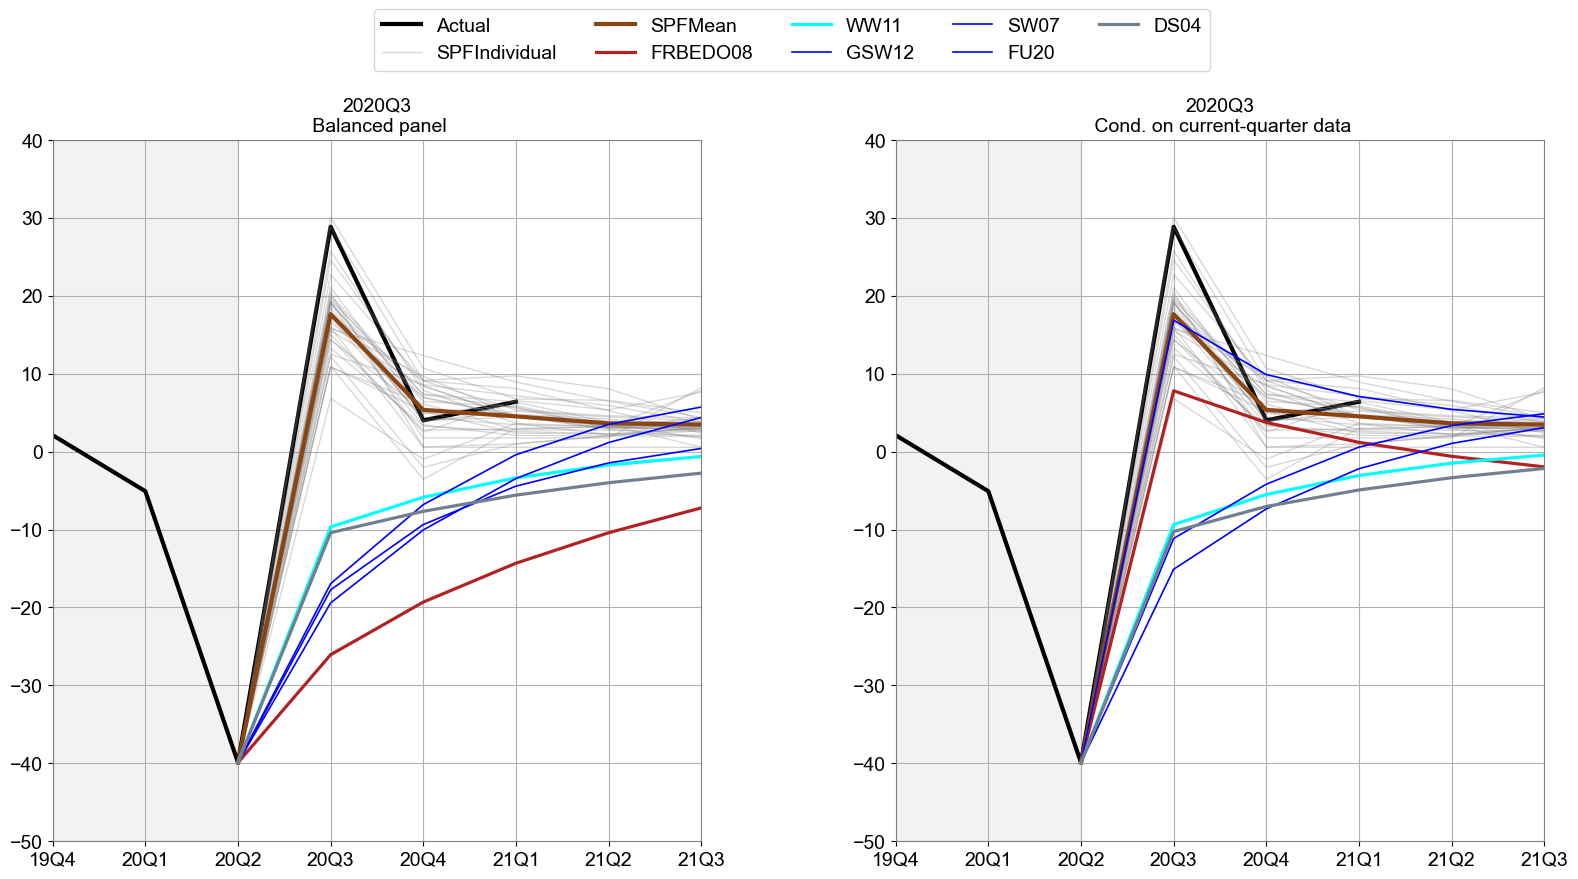 Actual SPFMean WW11 SW07 DS04
SPFIndividual FRBEDO08 GSW12 FU20
2020Q3
Balanced panel
40
30
20
10
0
−10
−20
−30
−40
−50
19Q4 20Q1 20Q2 20Q3 20Q4 21Q1 21Q2 21Q3
2020Q3
Cond. on current-quarter data
40
30
20
10
0
−10
−20
−30
−40
−50
19Q4 20Q1 20Q2 20Q3 20Q4 21Q1 21Q2 21Q3